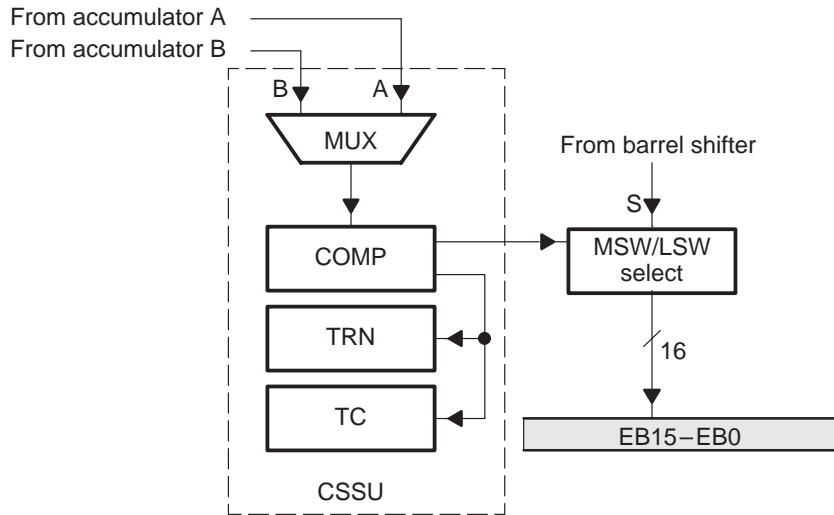 From accumulator A
From accumulator B
B
A
MUX
From barrel shifter
S
COMP
MSW/LSW
select
TRN
16
TC
EB15–EB0
CSSU